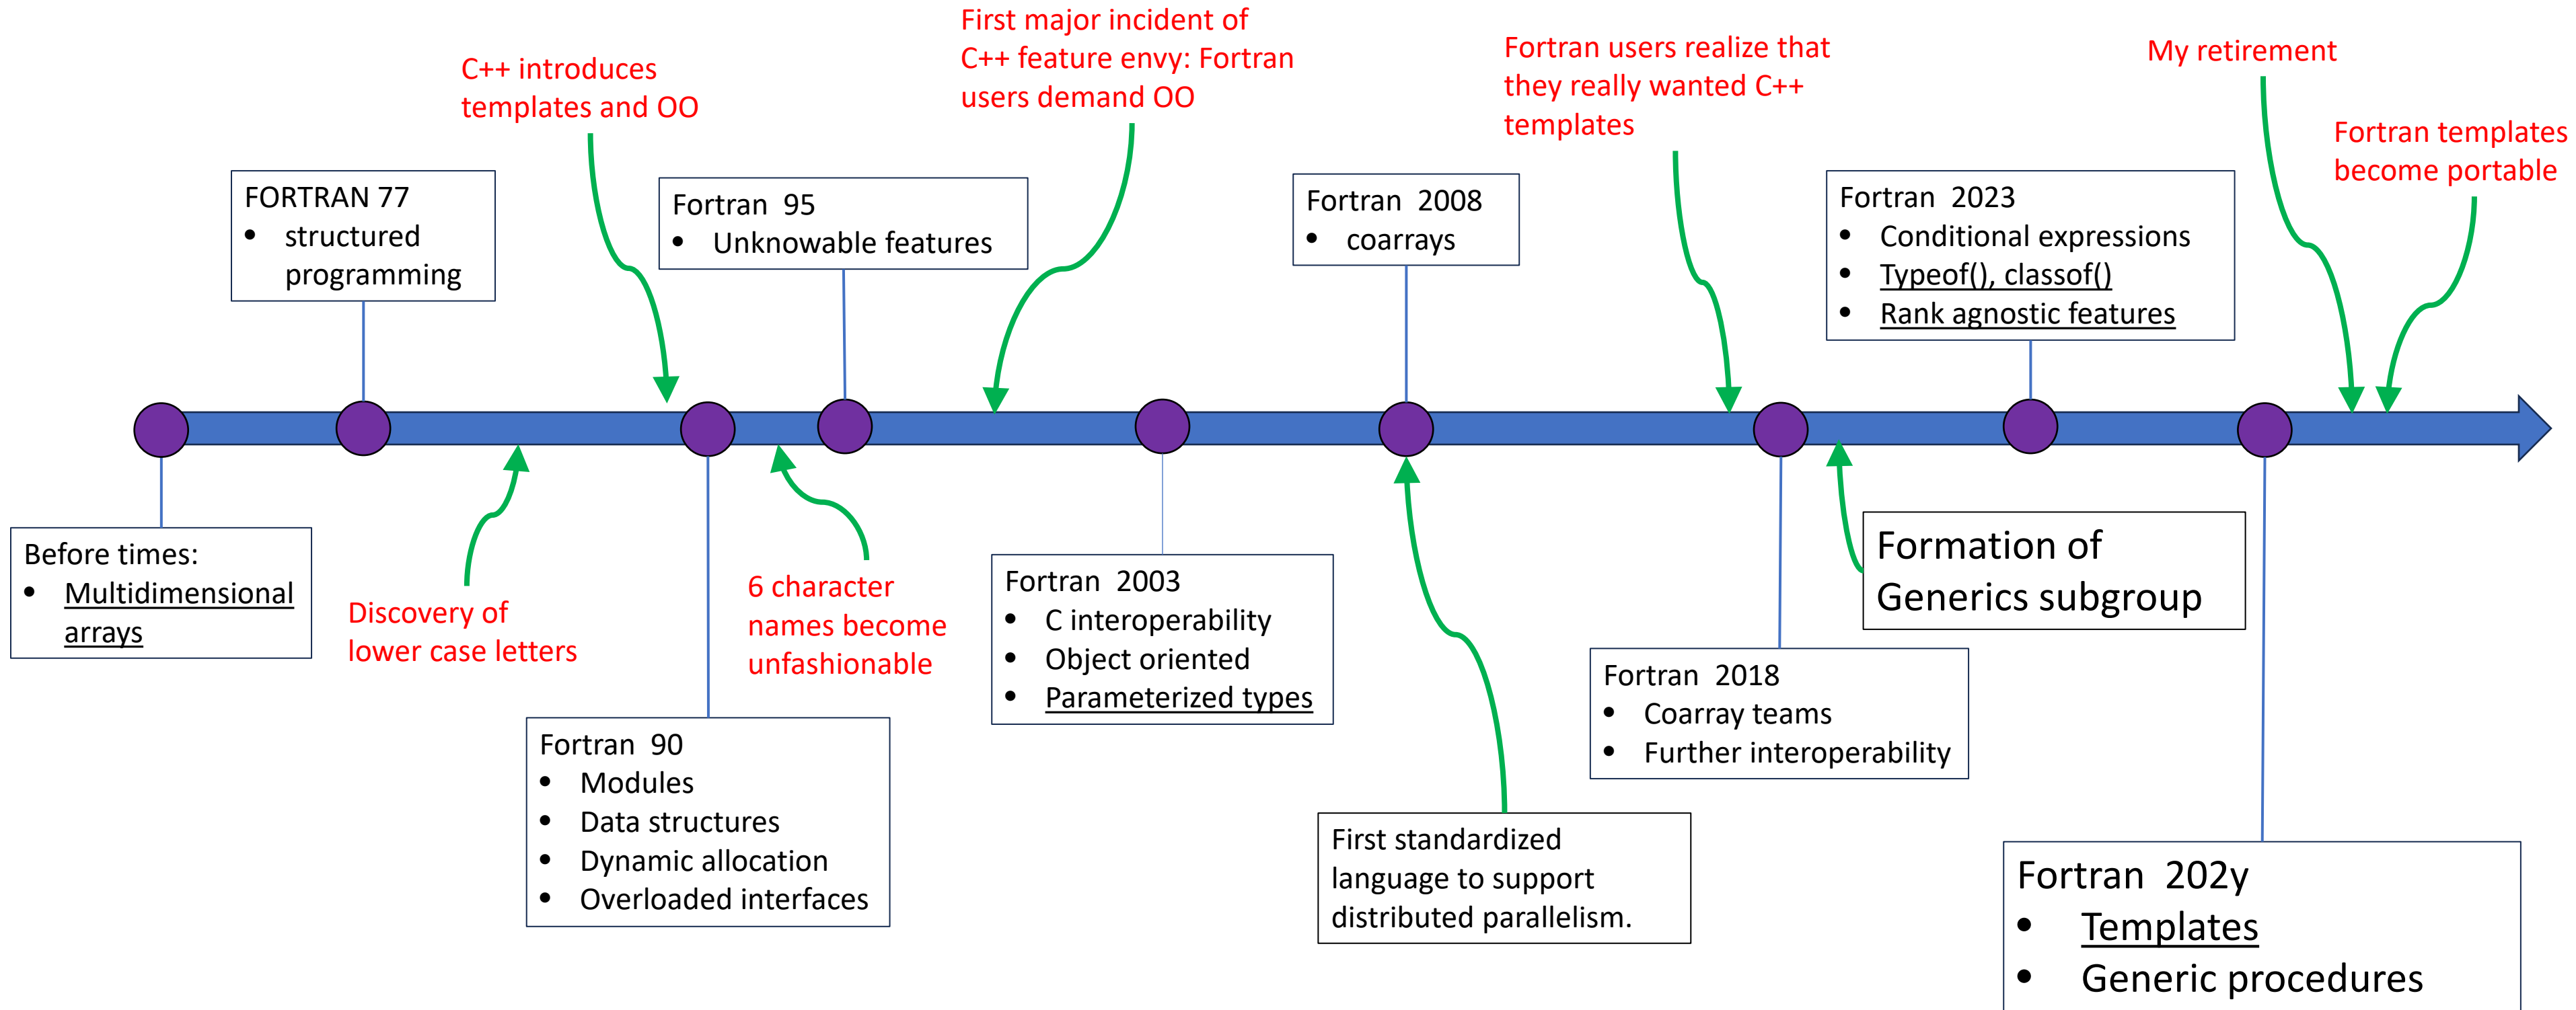 First major incident of
C++ feature envy: Fortran
users demand OO
C++ introduces
templates and OO
Fortran users realize that
they really wanted C++
templates
My retirement
Fortran templates
become portable
FORTRAN 77
• structured
programming
Fortran 95
• Unknowable features
Fortran 2008
• coarrays
Fortran 2023
• Conditional expressions
• Typeof(), classof()
• Rank agnostic features
Before times:
• Multidimensional
arrays
Discovery of
lower case letters
6 character
names become
unfashionable
Fortran 2003
• C interoperability
• Object oriented
• Parameterized types
Formation of
Generics subgroup
Fortran 90
• Modules
• Data structures
• Dynamic allocation
• Overloaded interfaces
First standardized
language to support
distributed parallelism.
Fortran 2018
• Coarray teams
• Further interoperability
Fortran 202y
• Templates
• Generic procedures